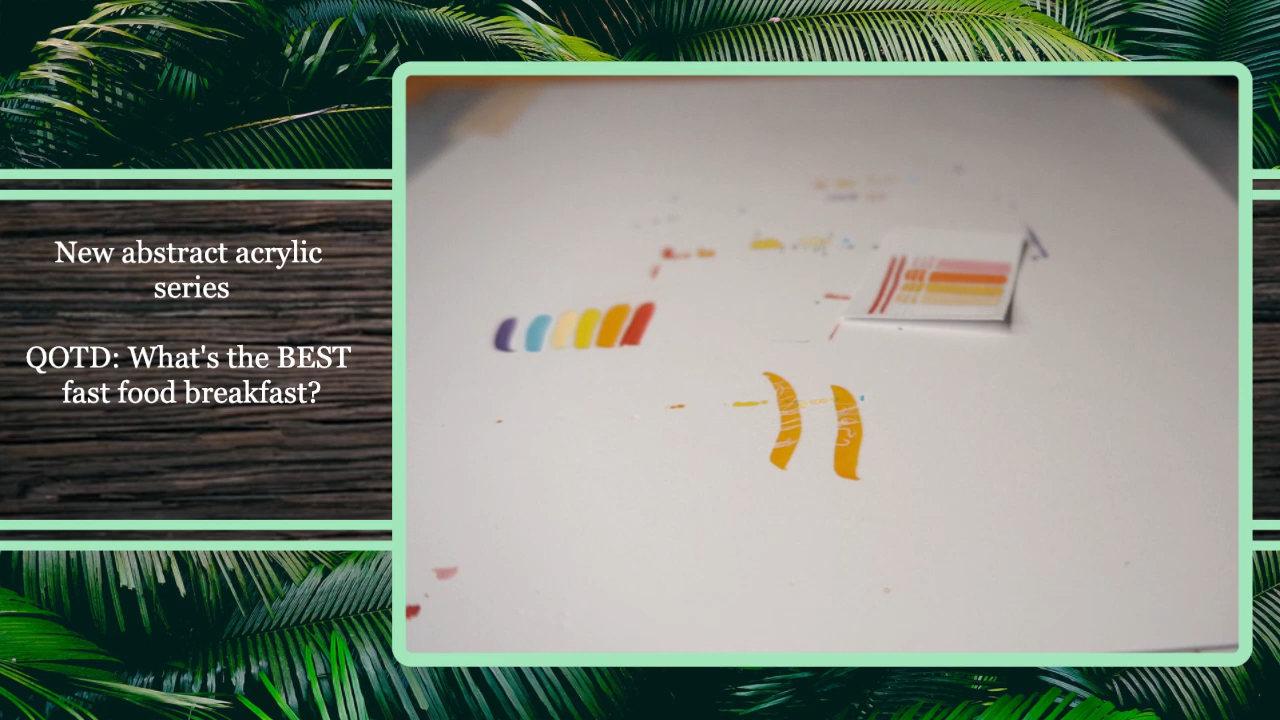 New abstract acrylic
series
QOTD: What's the BEST
fast food breakfast?